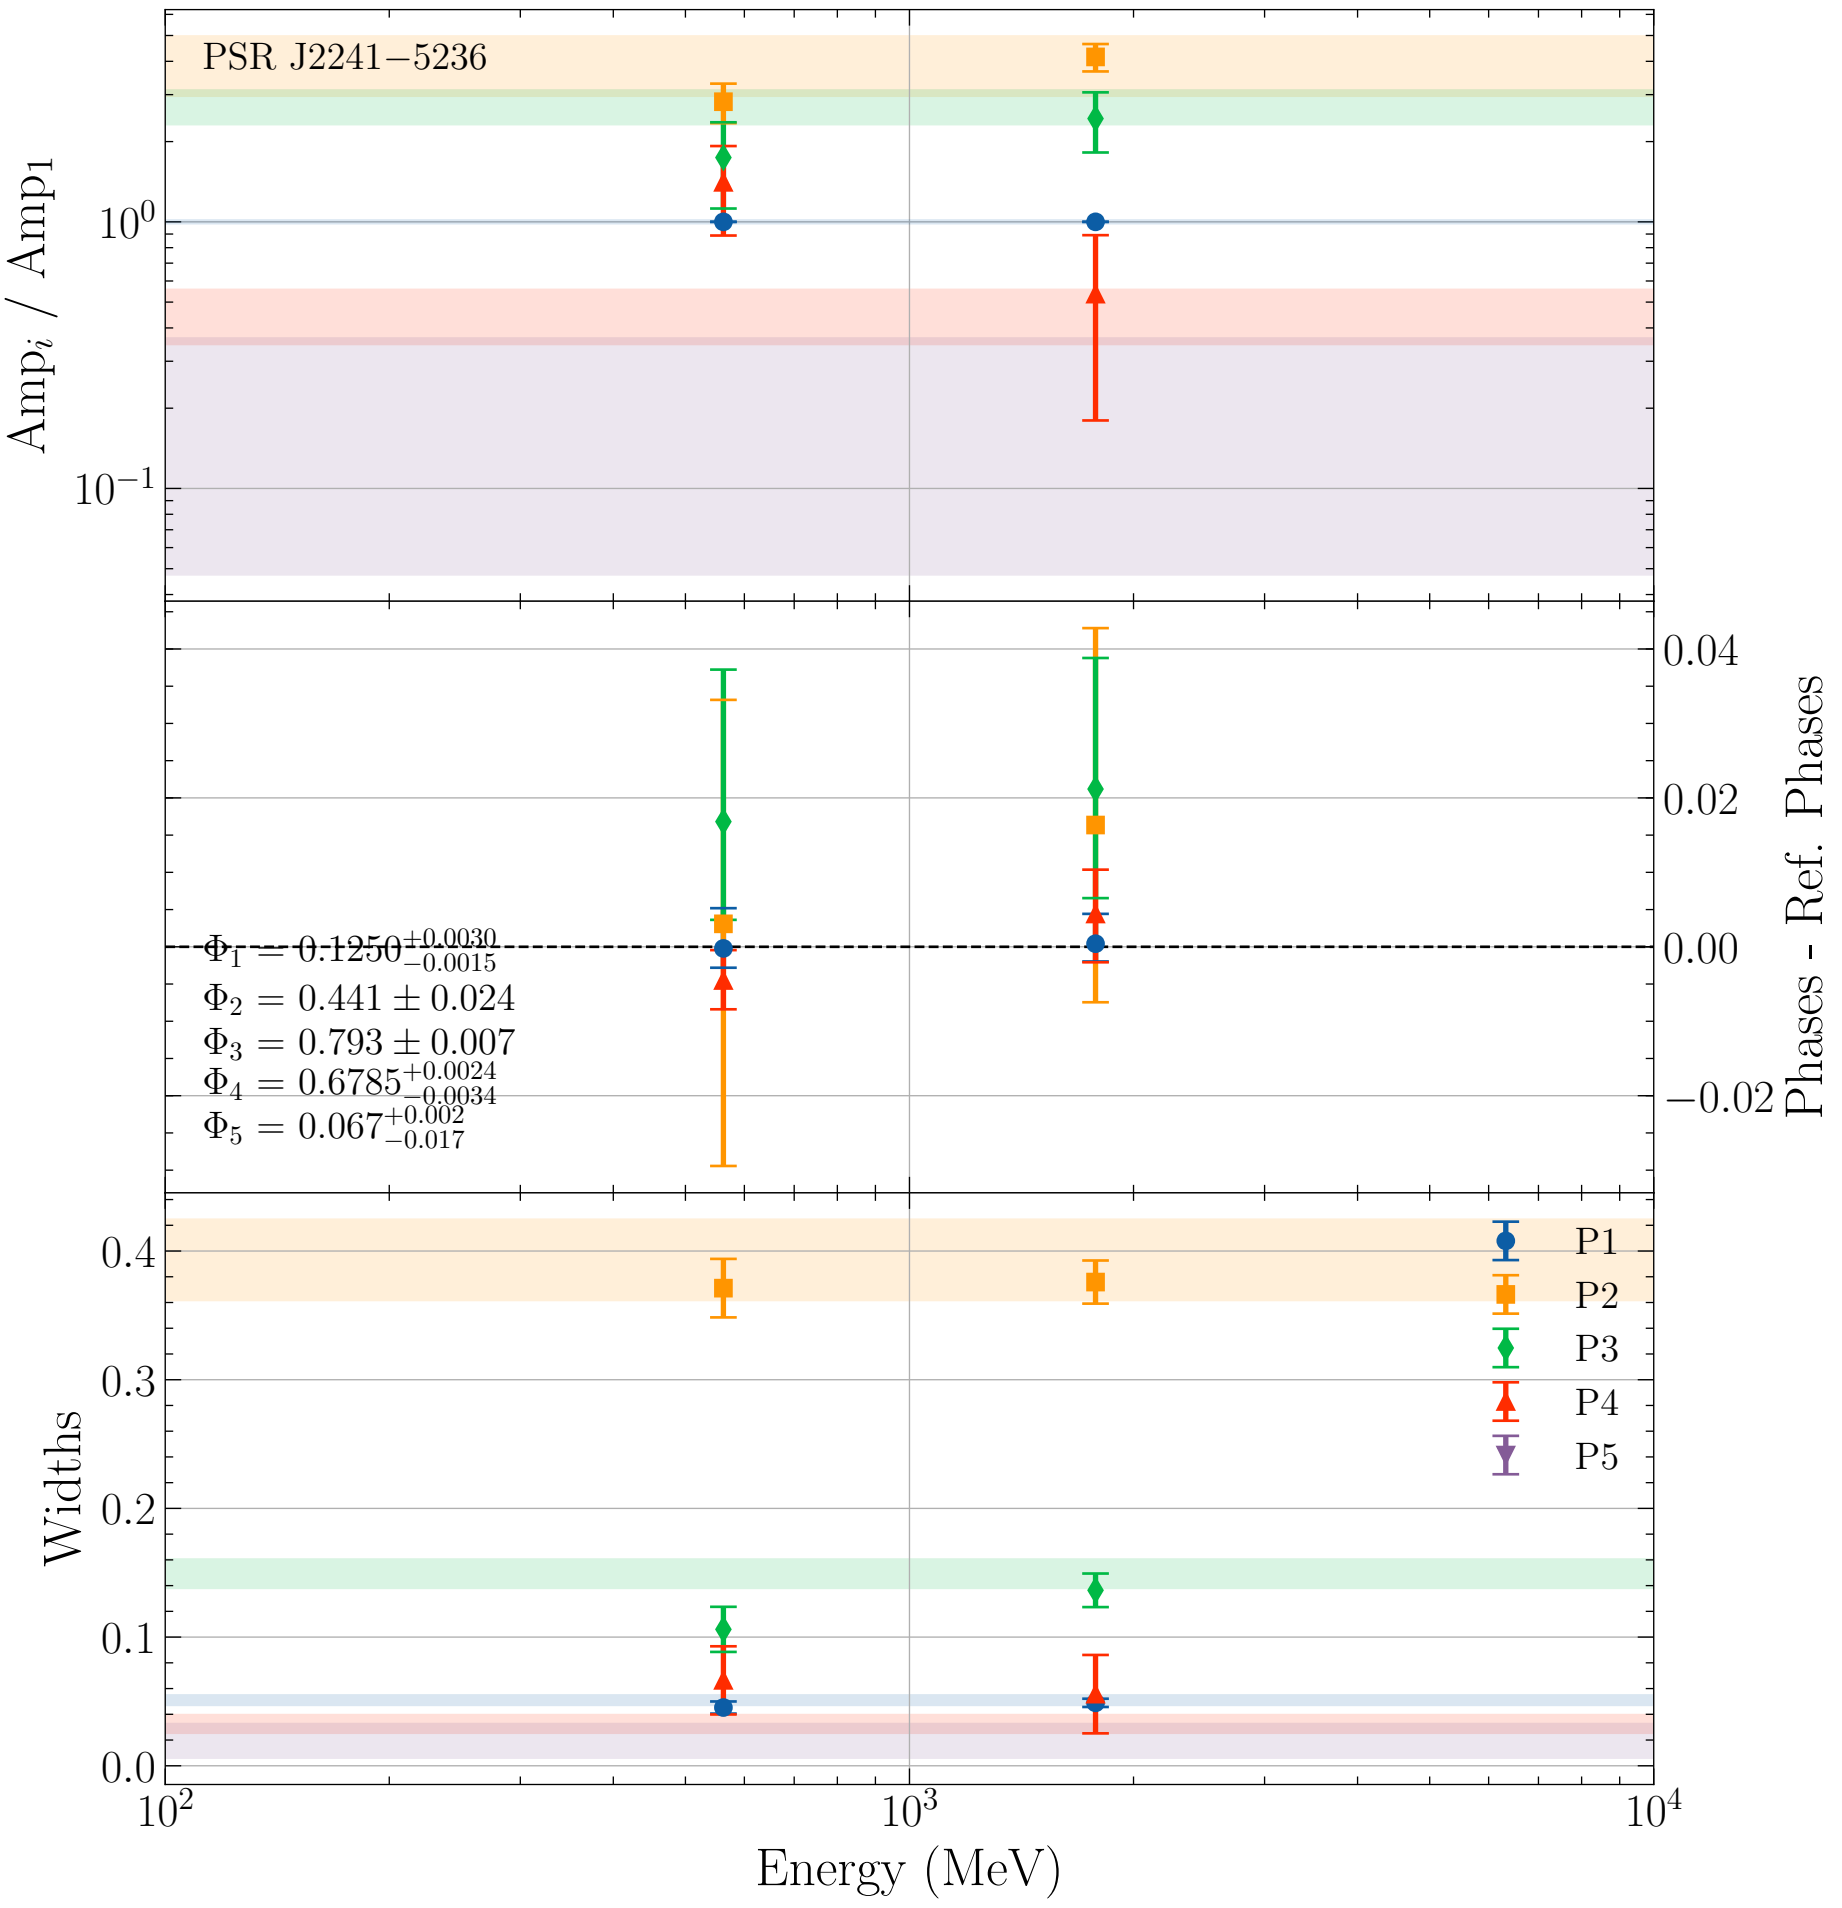 PSR J2241−5236
Amp_i / Amp_1
10^0
10^−1
0.04
0.02
0.00
−0.02
Phases - Ref. Phases
Φ_1 = 0.1250^{+0.0030}_{−0.0015}
Φ_2 = 0.441 ± 0.024
Φ_3 = 0.793 ± 0.007
Φ_4 = 0.6785^{+0.0024}_{−0.0034}
Φ_5 = 0.067^{+0.002}_{−0.017}
Widths
0.4
0.3
0.2
0.1
0.0
P1
P2
P3
P4
P5
10^2
10^3
10^4
Energy (MeV)